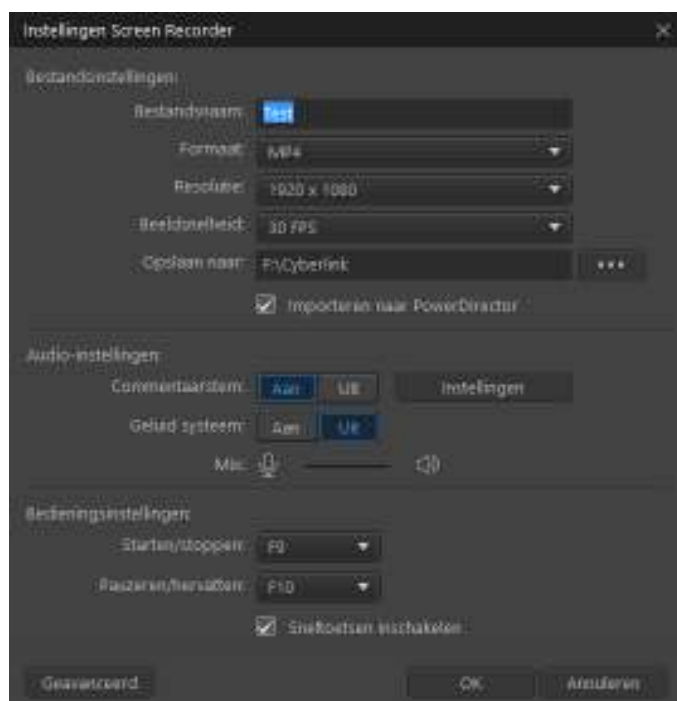 Instellingen Screen Recorder
Bestandsinstellingen:
Bestandsnaam: Test
Formaat: MP4
Resolutie: 1920 x 1080
Beeldsnelheid: 30 FPS
Opslaan naar: F:\Cyberlink ...
Importeren naar PowerDirector
Audio-instellingen
Commentaarstem: Aan Uit Instellingen
Geluid systeem: Aan Uit
Mix:
Bedieningsinstellingen:
Starten/stoppen: F9
Pauzeren/hervatten: F10
Sneltoetsen inschakelen
Geavanceerd OK Annuleren